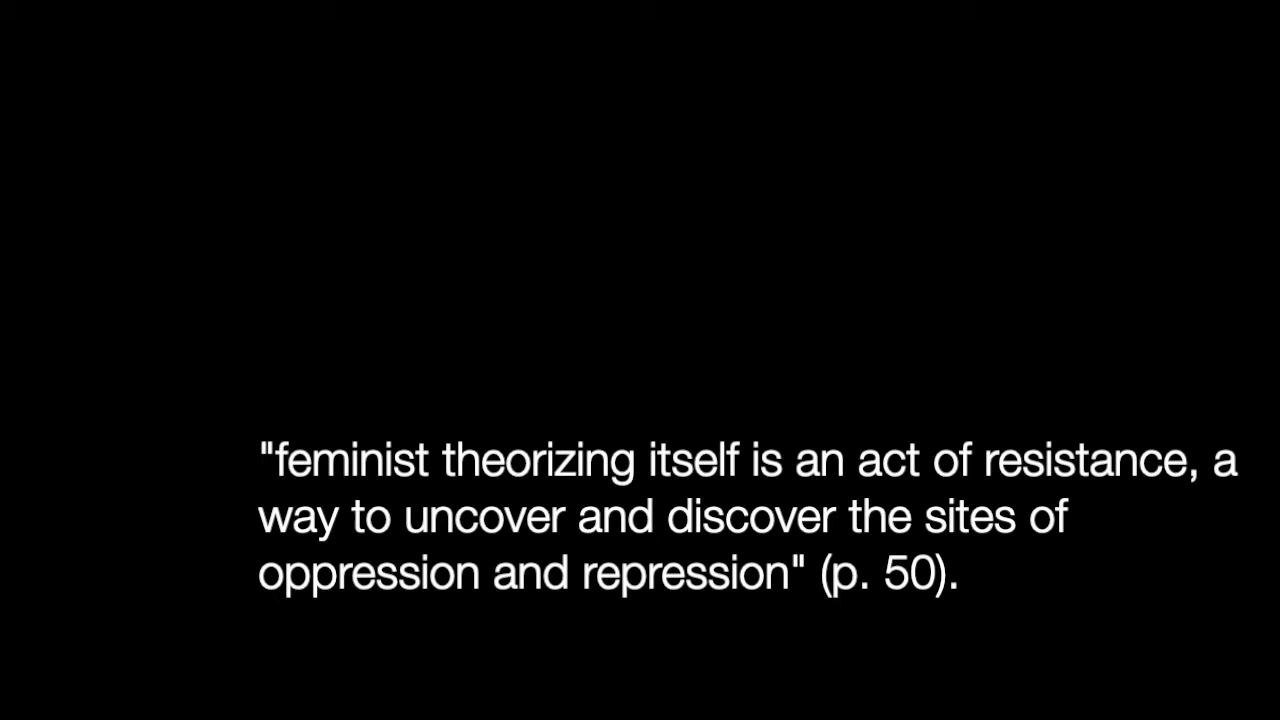 "feminist theorizing itself is an act of resistance, a
way to uncover and discover the sites of
oppression and repression" (p. 50).